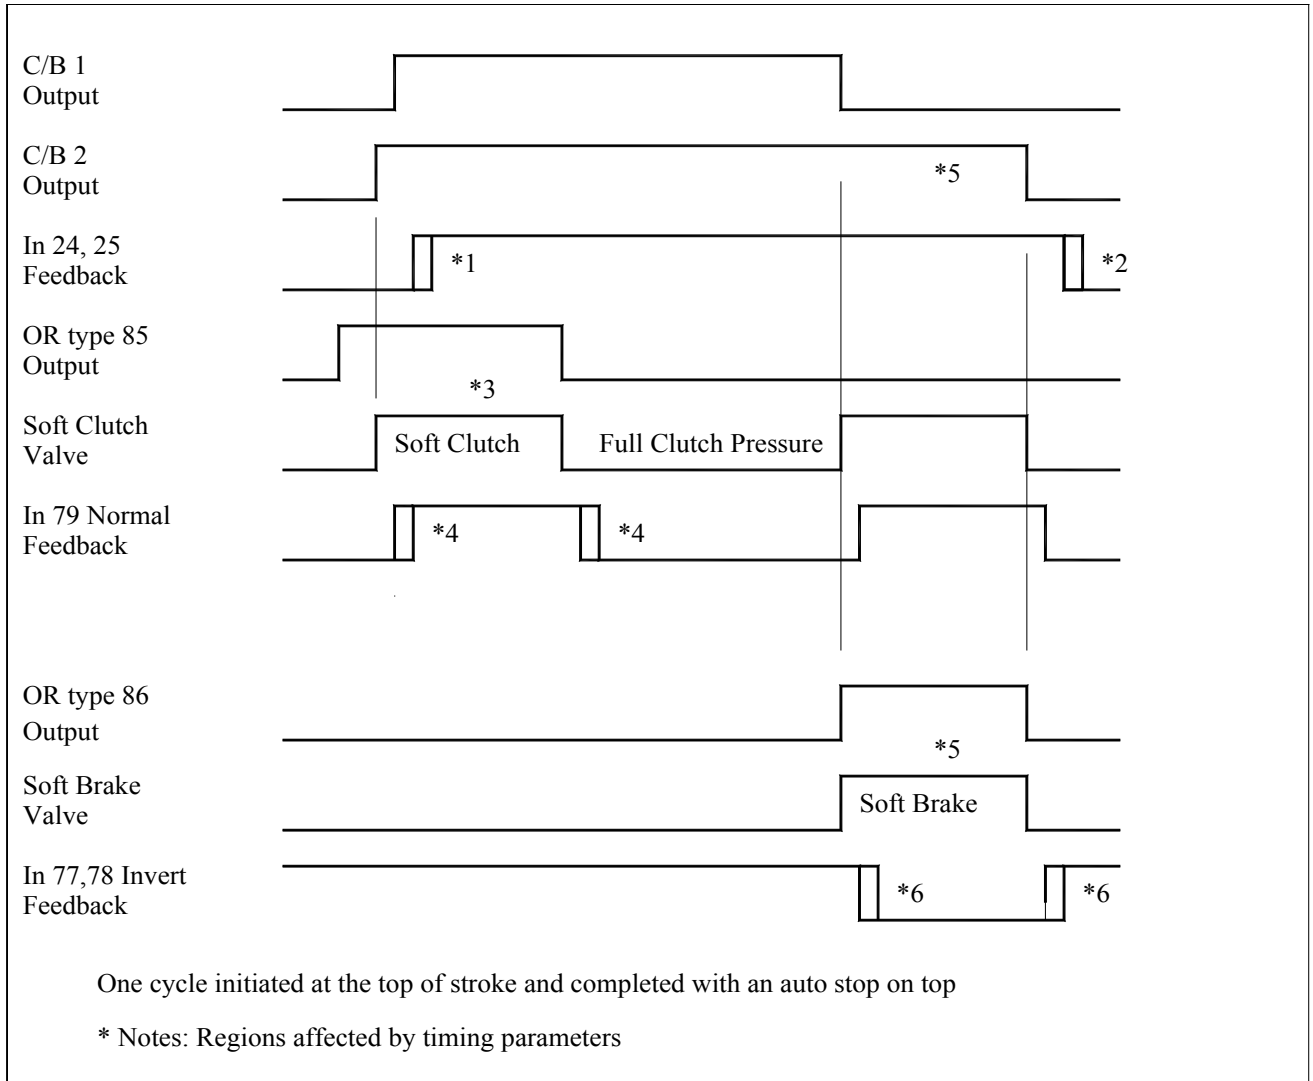 C/B 1
Output
C/B 2
Output
*5
In 24, 25
Feedback
*1
*2
OR type 85
Output
*3
Soft Clutch
Valve
Soft Clutch
Full Clutch Pressure
In 79 Normal
Feedback
*4
*4
OR type 86
Output
*5
Soft Brake
Valve
Soft Brake
In 77,78 Invert
Feedback
*6
*6
One cycle initiated at the top of stroke and completed with an auto stop on top
* Notes: Regions affected by timing parameters